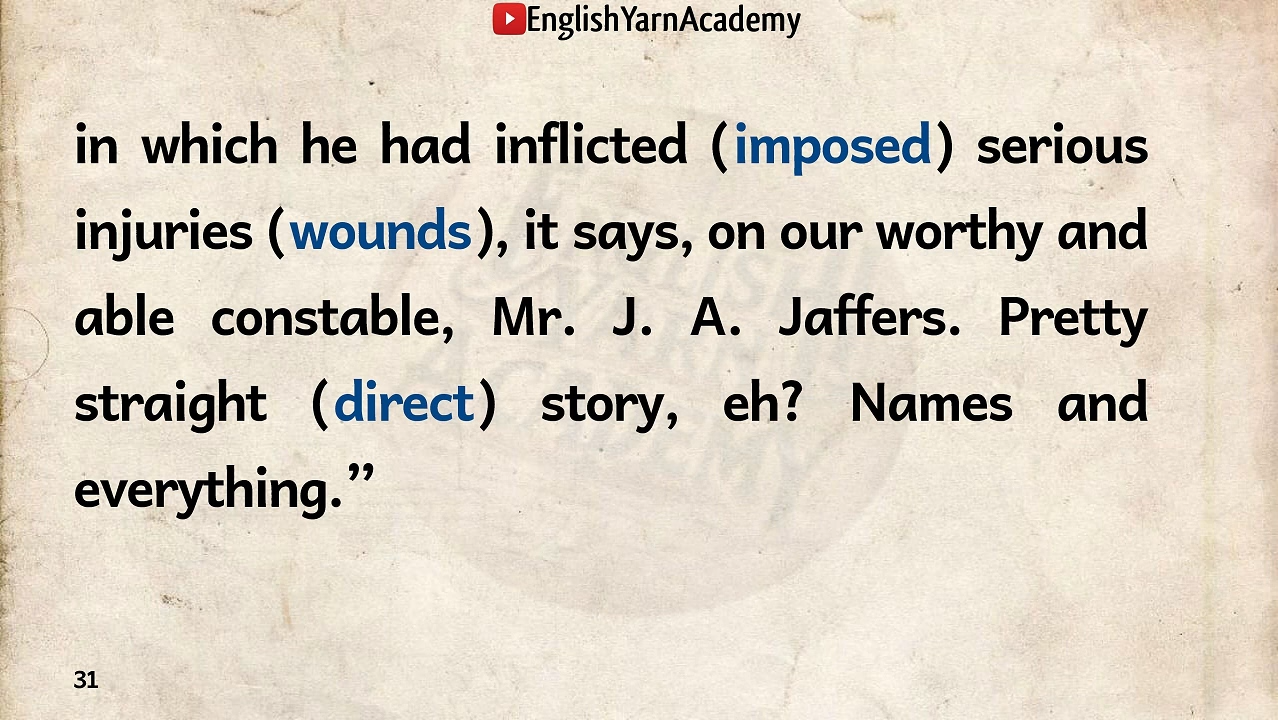 EnglishYarnAcademy
in which he had inflicted (imposed) serious
injuries (wounds), it says, on our worthy and
able constable, Mr. J. A. Jaffers. Pretty
straight (direct) story, eh? Names and
everything.”
31